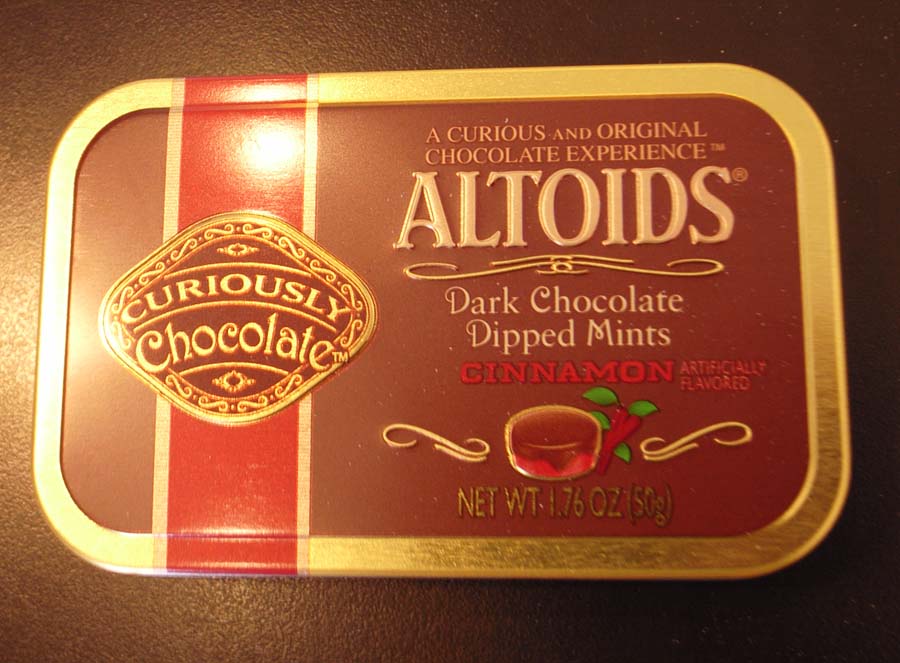 A CURIOUS AND ORIGINAL
CHOCOLATE EXPERIENCE™
ALTOIDS®
CURIOUSLY
Chocolate™
Dark Chocolate
Dipped Mints
CINNAMON ARTIFICIALLY
FLAVORED
NET WT 1.76 OZ (50g)